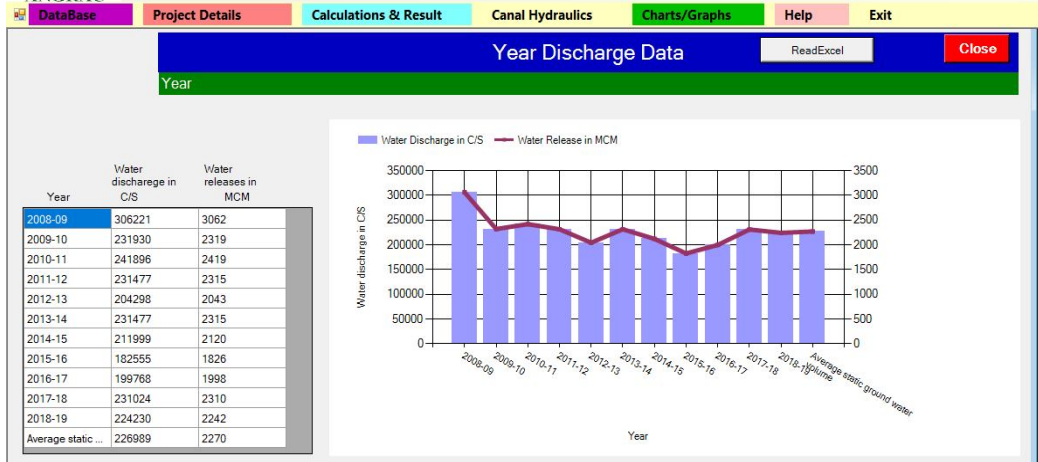 DataBase Project Details Calculations & Result Canal Hydraulics Charts/Graphs Help Exit
Year Discharge Data
ReadExcel
Close
Year
Year Water discharege in C/S Water releases in MCM
2008-09 306221 3062
2009-10 231930 2319
2010-11 241896 2419
2011-12 231477 2315
2012-13 204298 2043
2013-14 231477 2315
2014-15 211999 2120
2015-16 182555 1826
2016-17 199768 1998
2017-18 231024 2310
2018-19 224230 2242
Average static ... 226989 2270
Water Discharge in C/S Water Release in MCM
Water discharge in C/S
350000
300000
250000
200000
150000
100000
50000
0
3500
3000
2500
2000
1500
1000
500
0
2008-09
2009-10
2010-11
2011-12
2012-13
2013-14
2014-15
2015-16
2016-17
2017-18
2018-19
Average static ground water
volume
Year